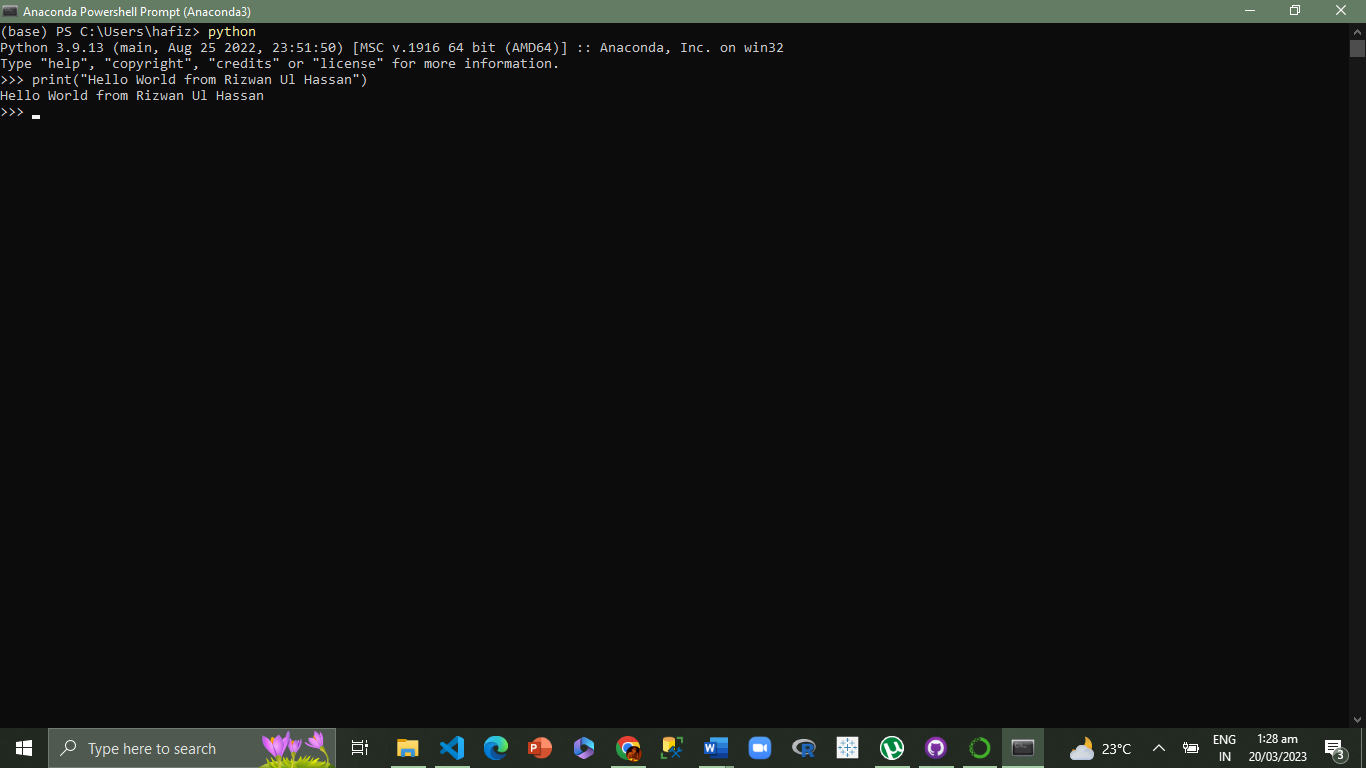 Anaconda Powershell Prompt (Anaconda3)
(base) PS C:\Users\hafiz> python
Python 3.9.13 (main, Aug 25 2022, 23:51:50) [MSC v.1916 64 bit (AMD64)] :: Anaconda, Inc. on win32
Type "help", "copyright", "credits" or "license" for more information.
>>> print("Hello World from Rizwan Ul Hassan")
Hello World from Rizwan Ul Hassan
>>>
Type here to search
23°C
ENG
IN
1:28 am
20/03/2023
3